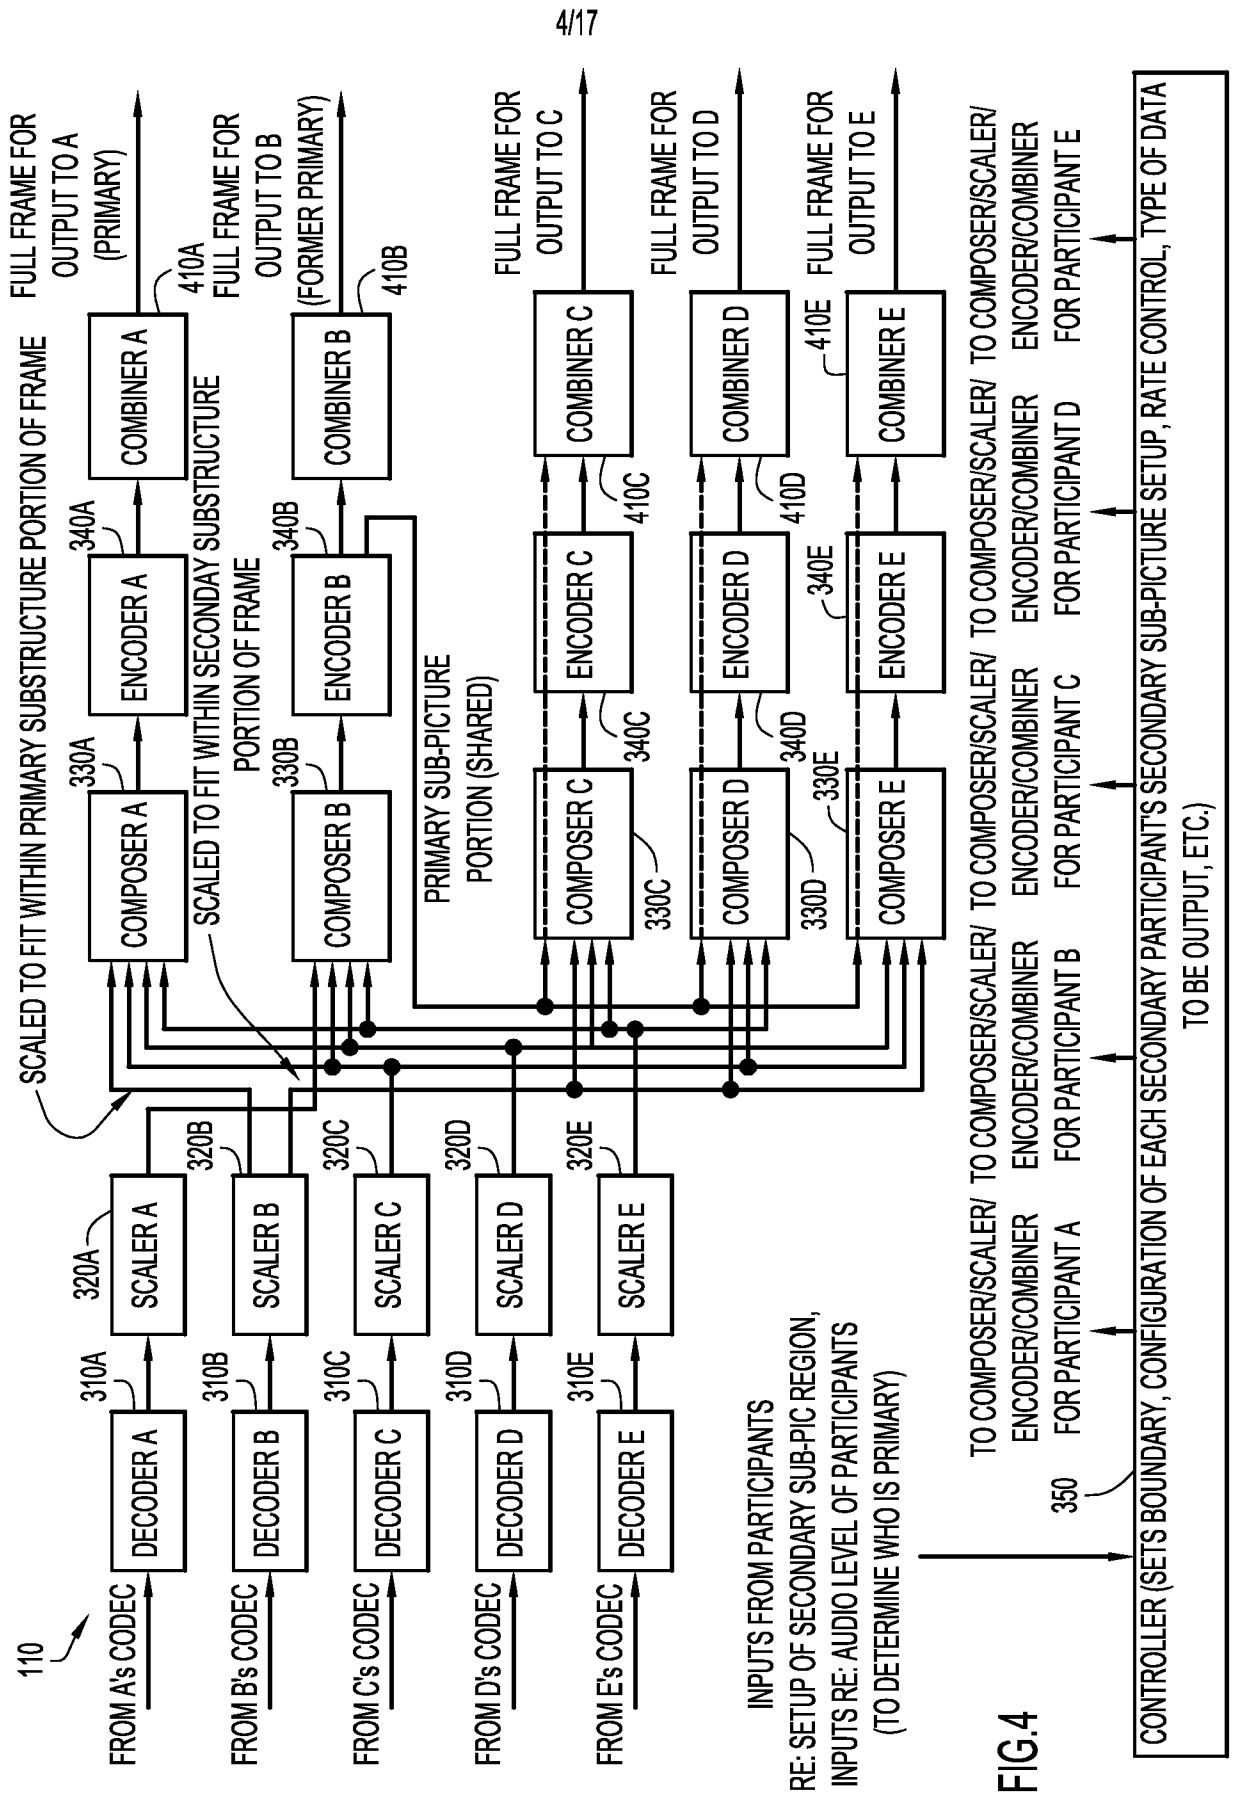 4/17
110
FROM A's CODEC
DECODER A
310A
SCALER A
320A
FROM B's CODEC
DECODER B
310B
SCALER B
320B
FROM C's CODEC
DECODER C
310C
SCALER C
320C
FROM D's CODEC
DECODER D
310D
SCALER D
320D
FROM E's CODEC
DECODER E
310E
SCALER E
320E
SCALED TO FIT WITHIN PRIMARY SUBSTRUCTURE PORTION OF FRAME
COMPOSER A
330A
ENCODER A
340A
COMBINER A
410A
FULL FRAME FOR
OUTPUT TO A
(PRIMARY)
SCALED TO FIT WITHIN SECONDAY SUBSTRUCTURE
PORTION OF FRAME
COMPOSER B
330B
ENCODER B
340B
COMBINER B
410B
FULL FRAME FOR
OUTPUT TO B
(FORMER PRIMARY)
PRIMARY SUB-PICTURE
PORTION (SHARED)
COMPOSER C
330C
ENCODER C
340C
COMBINER C
410C
FULL FRAME FOR
OUTPUT TO C
COMPOSER D
330D
ENCODER D
340D
COMBINER D
410D
FULL FRAME FOR
OUTPUT TO D
COMPOSER E
330E
ENCODER E
340E
COMBINER E
410E
FULL FRAME FOR
OUTPUT TO E
INPUTS FROM PARTICIPANTS
RE: SETUP OF SECONDARY SUB-PIC REGION,
INPUTS RE: AUDIO LEVEL OF PARTICIPANTS
(TO DETERMINE WHO IS PRIMARY)
TO COMPOSER/SCALER/
ENCODER/COMBINER
FOR PARTICIPANT A
TO COMPOSER/SCALER/
ENCODER/COMBINER
FOR PARTICIPANT B
TO COMPOSER/SCALER/
ENCODER/COMBINER
FOR PARTICIPANT C
TO COMPOSER/SCALER/
ENCODER/COMBINER
FOR PARTICIPANT D
TO COMPOSER/SCALER/
ENCODER/COMBINER
FOR PARTICIPANT E
350
CONTROLLER (SETS BOUNDARY, CONFIGURATION OF EACH SECONDARY PARTICIPANT'S SECONDARY SUB-PICTURE SETUP, RATE CONTROL, TYPE OF DATA
TO BE OUTPUT, ETC.)
FIG.4